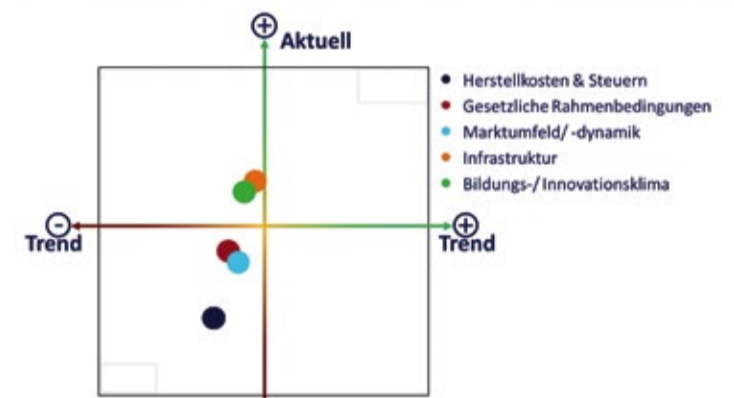 +
Aktuell
Herstellkosten & Steuern
Gesetzliche Rahmenbedingungen
Marktumfeld/ -dynamik
Infrastruktur
Bildungs-/ Innovationsklima
-
Trend
+
Trend